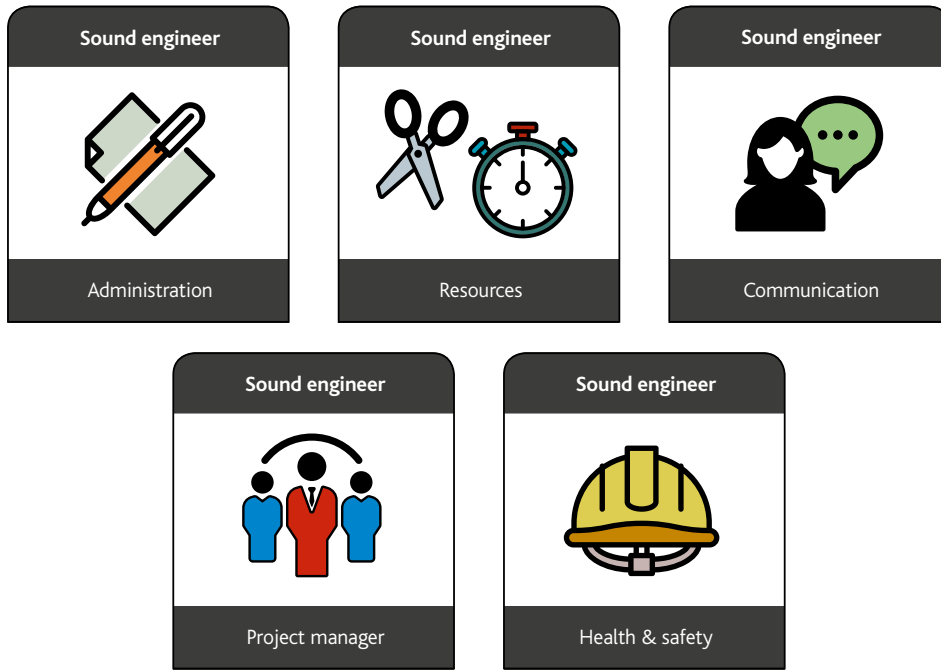 Sound engineer
Administration
Sound engineer
Resources
Sound engineer
Communication
Sound engineer
Project manager
Sound engineer
Health & safety